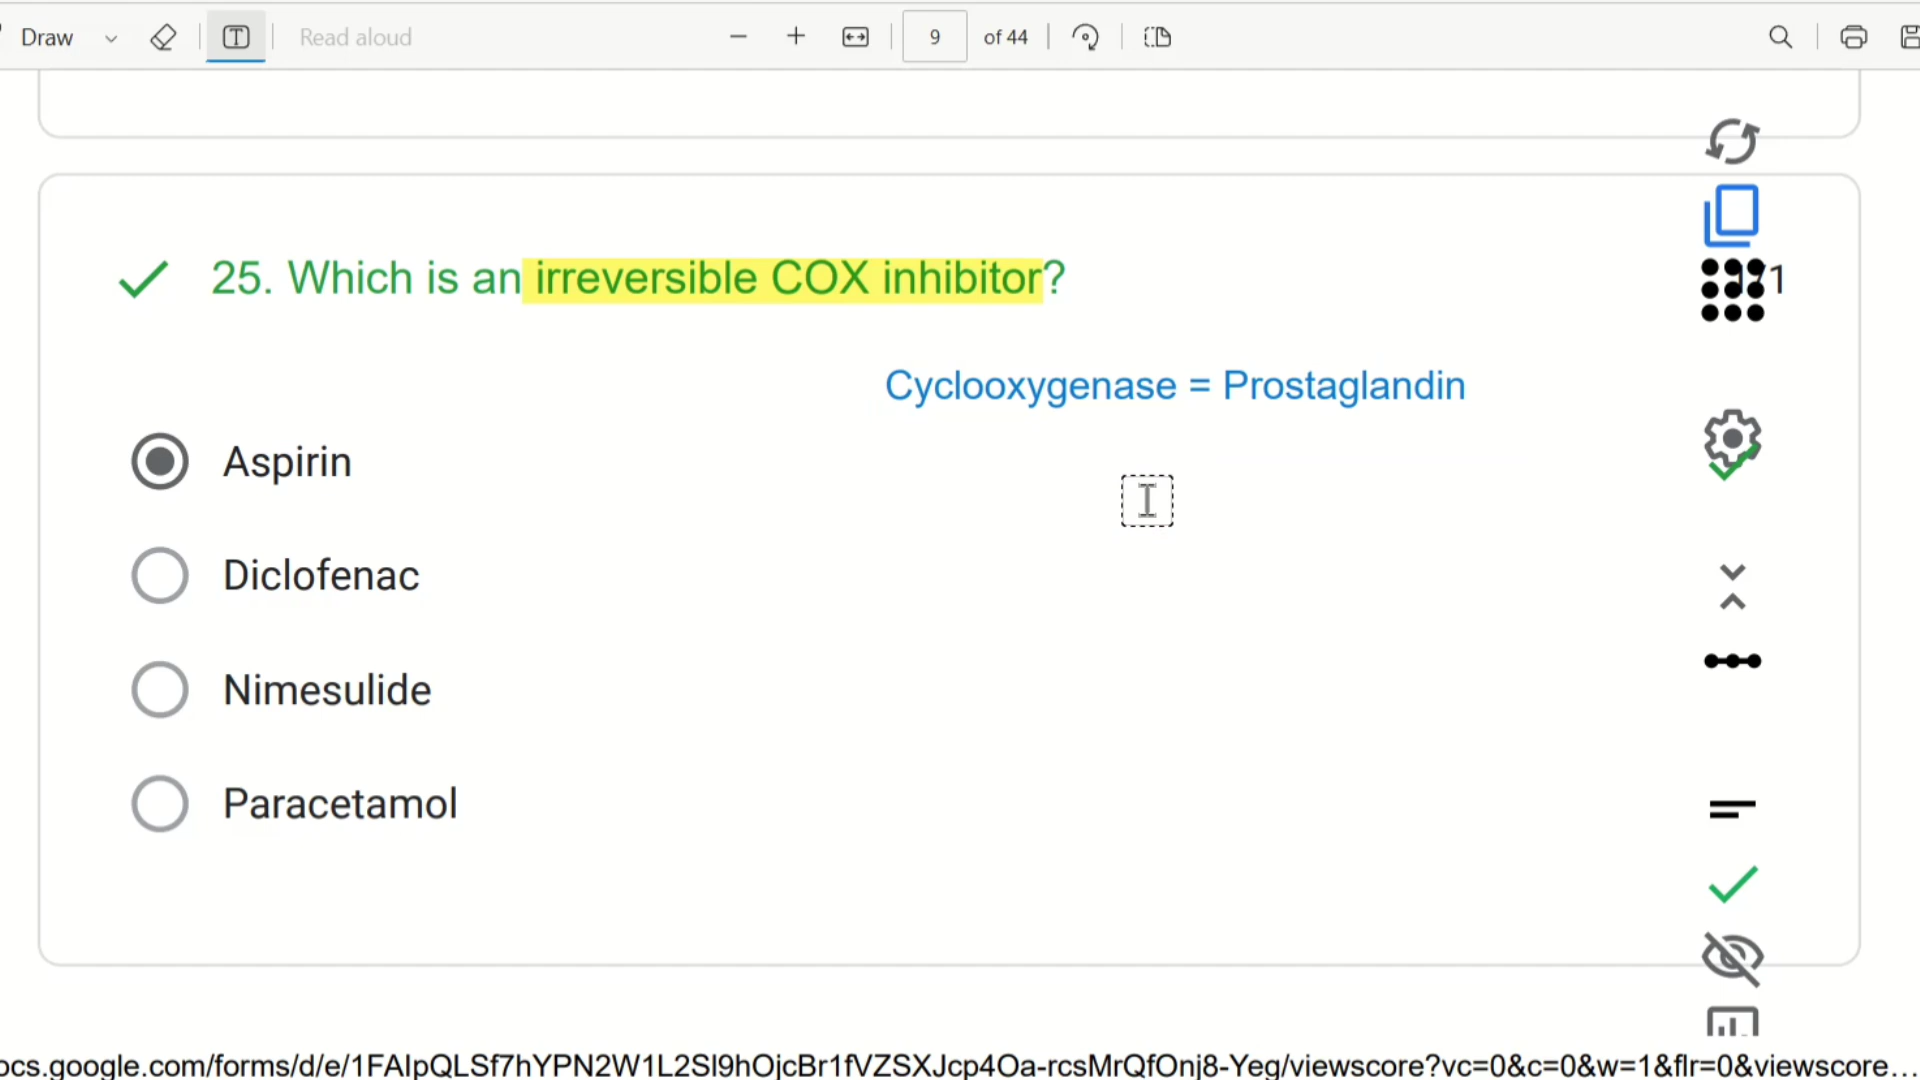 Draw Read aloud 9 of 44
25. Which is an irreversible COX inhibitor?
Cyclooxygenase = Prostaglandin
Aspirin
Diclofenac
Nimesulide
Paracetamol
ocs.google.com/forms/d/e/1FAIpQLSf7hYPN2W1L2SI9hOjcBr1fVZSXJcp4Oa-rcsMrQfOnj8-Yeg/viewscore?vc=0&c=0&w=1&flr=0&viewscore...